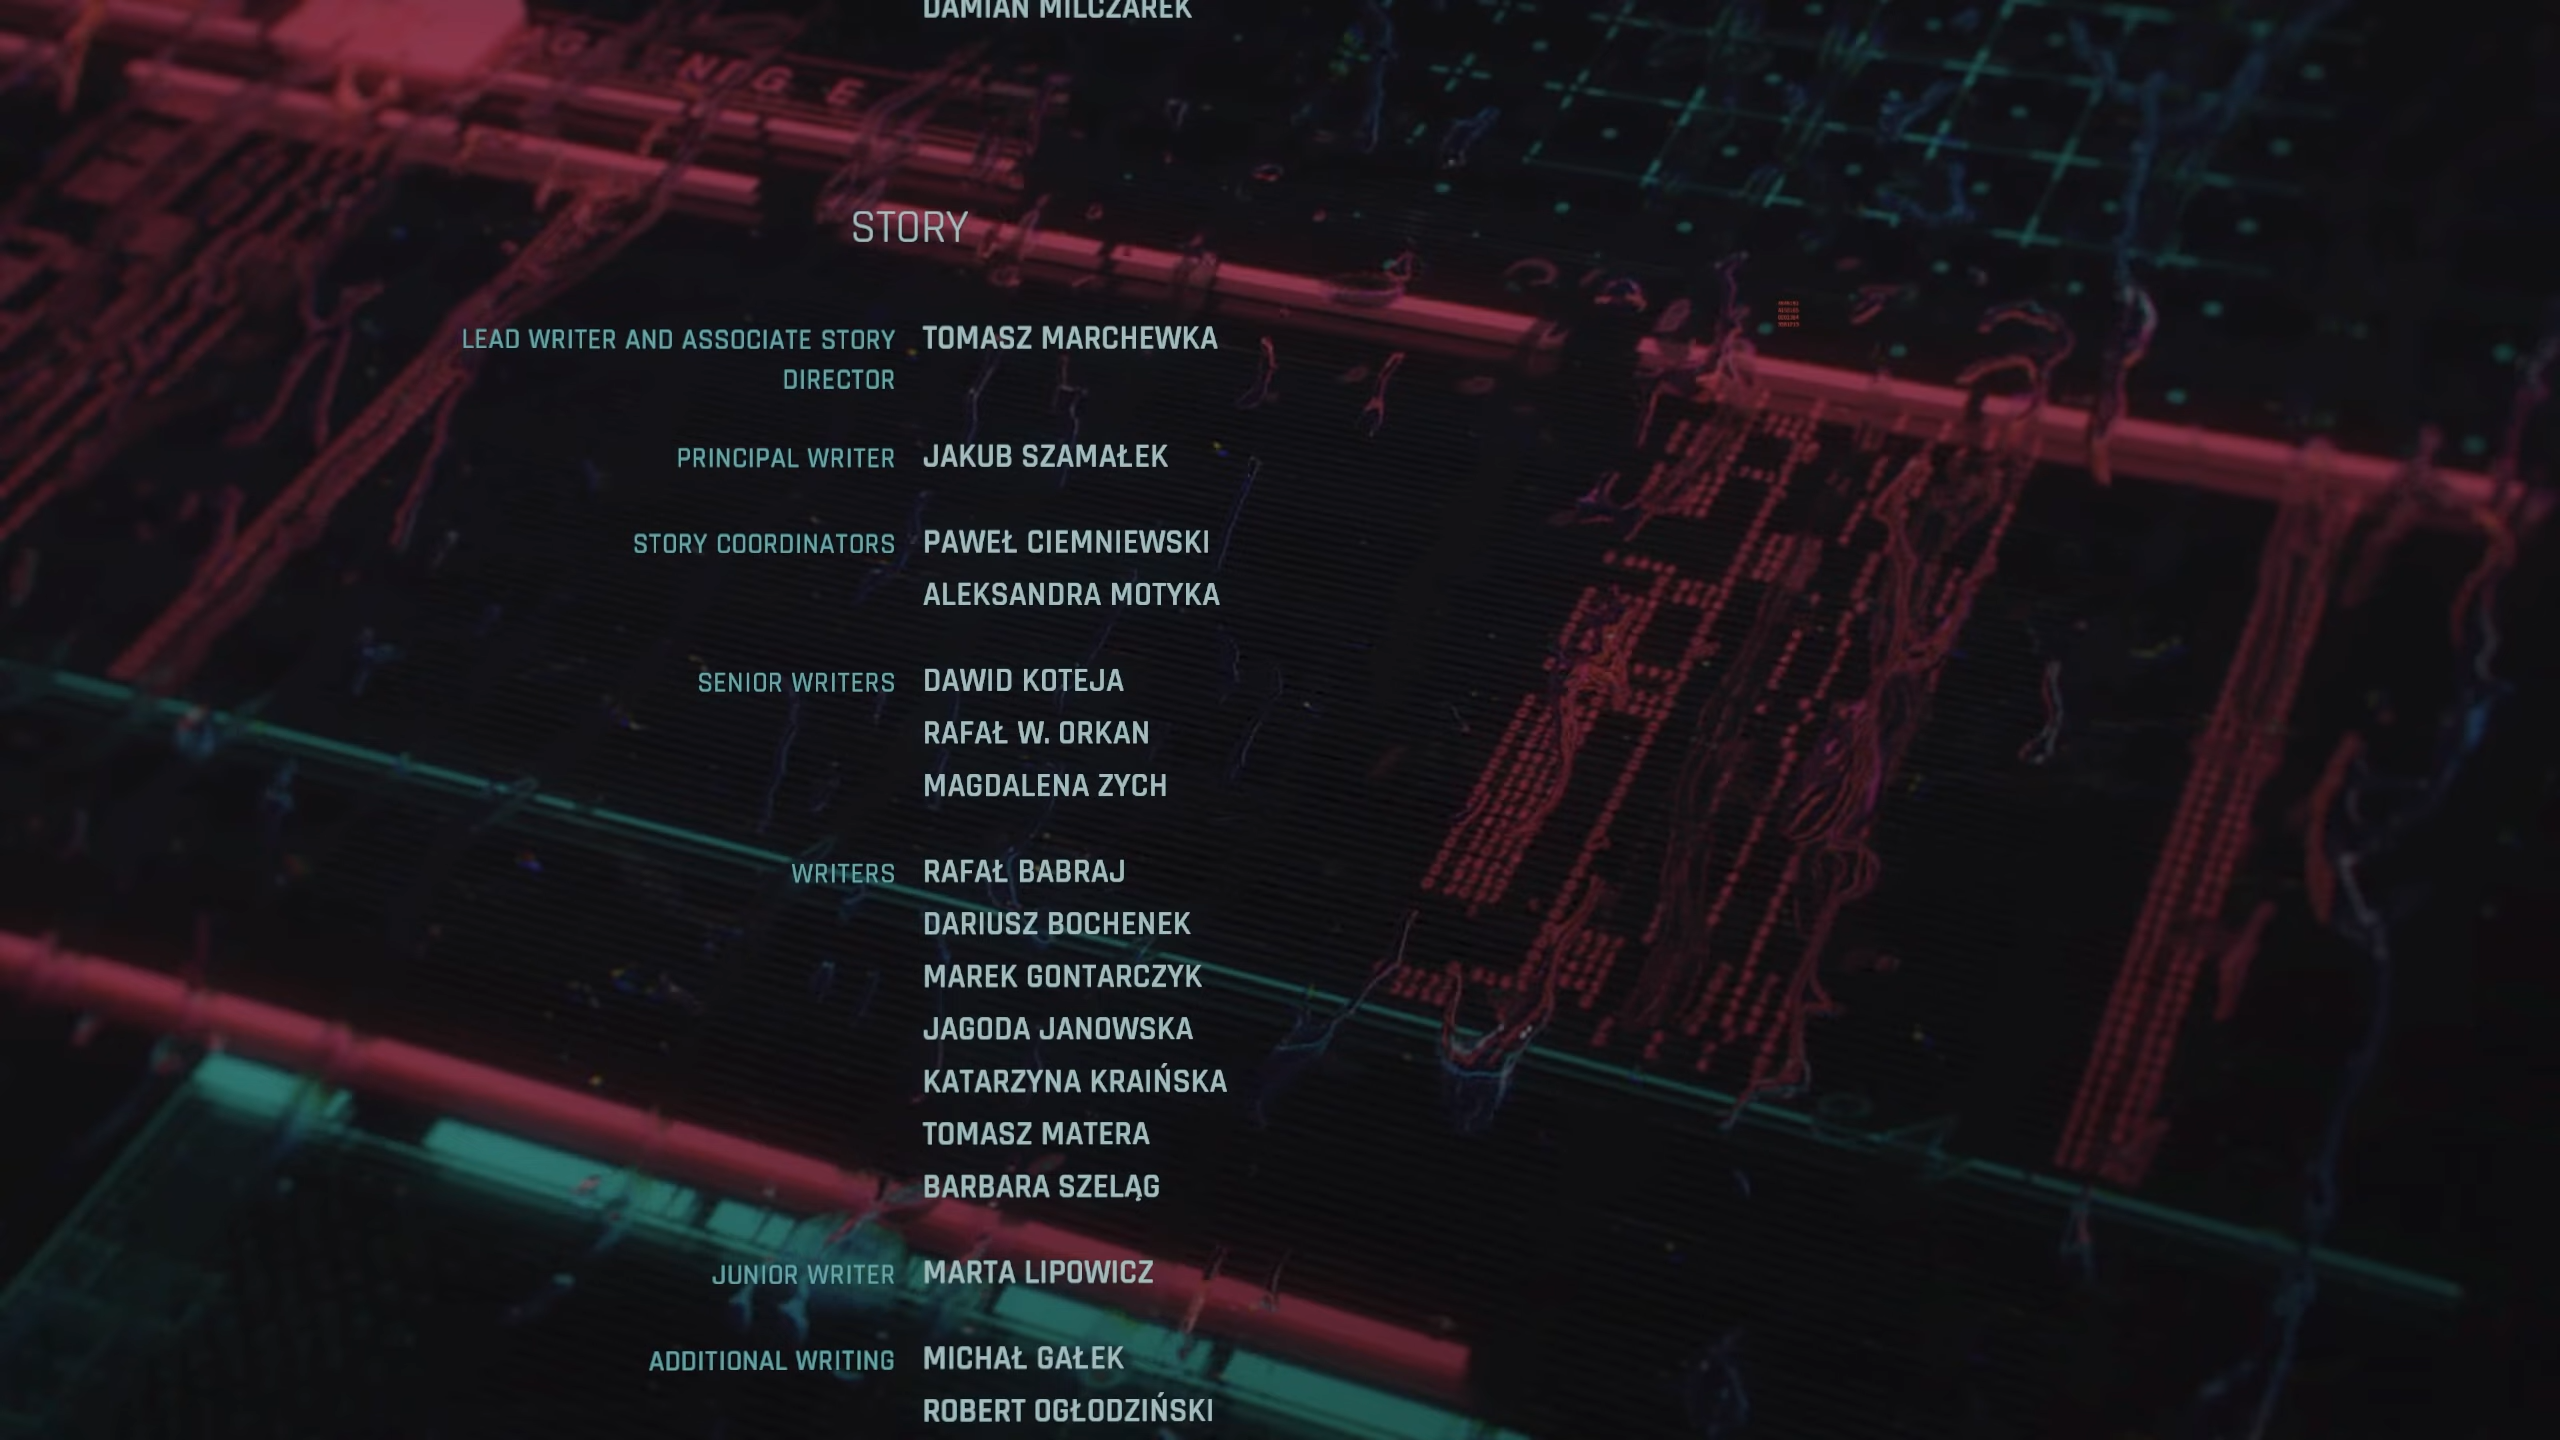 DAMIAN MILCZAREK
STORY
LEAD WRITER AND ASSOCIATE STORY DIRECTOR TOMASZ MARCHEWKA
PRINCIPAL WRITER JAKUB SZAMAŁEK
STORY COORDINATORS PAWEŁ CIEMNIEWSKI
ALEKSANDRA MOTYKA
SENIOR WRITERS DAWID KOTEJA
RAFAŁ W. ORKAN
MAGDALENA ZYCH
WRITERS RAFAŁ BABRAJ
DARIUSZ BOCHENEK
MAREK GONTARCZYK
JAGODA JANOWSKA
KATARZYNA KRAIŃSKA
TOMASZ MATERA
BARBARA SZELĄG
JUNIOR WRITER MARTA LIPOWICZ
ADDITIONAL WRITING MICHAŁ GAŁEK
ROBERT OGŁODZIŃSKI